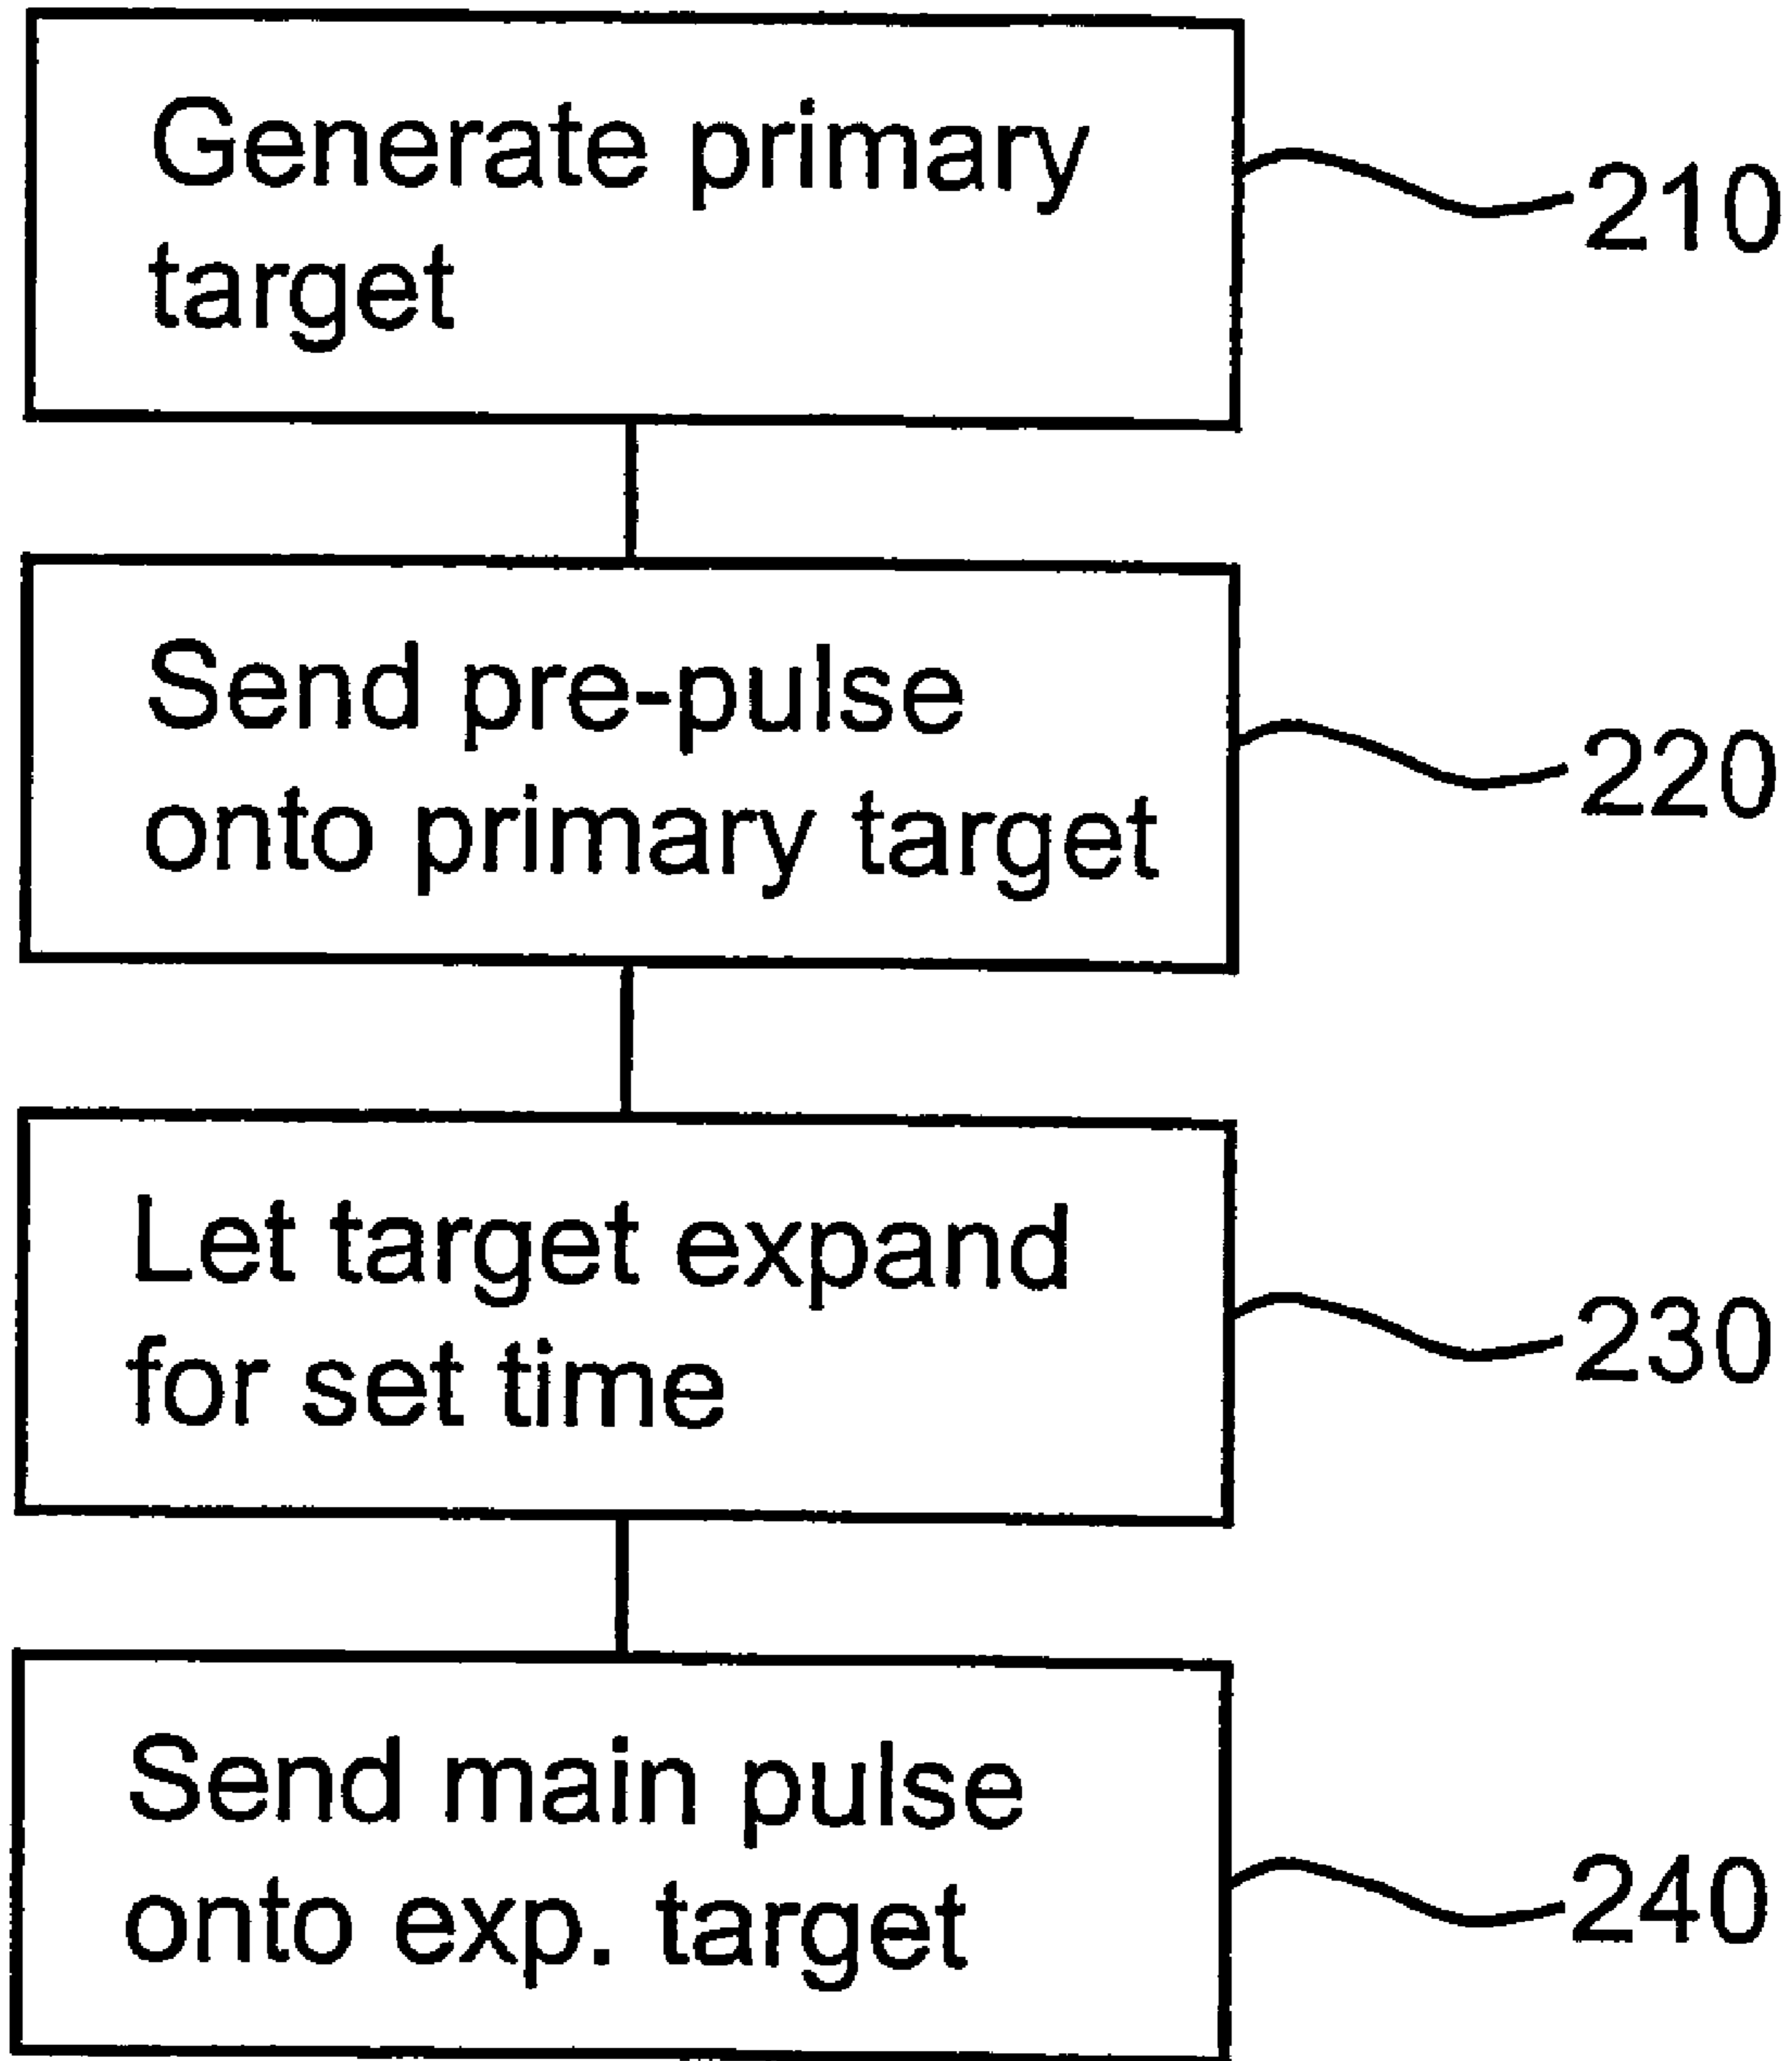 Generate primary
target
210
Send pre-pulse
onto primary target
220
Let target expand
for set time
230
Send main pulse
onto exp. target
240